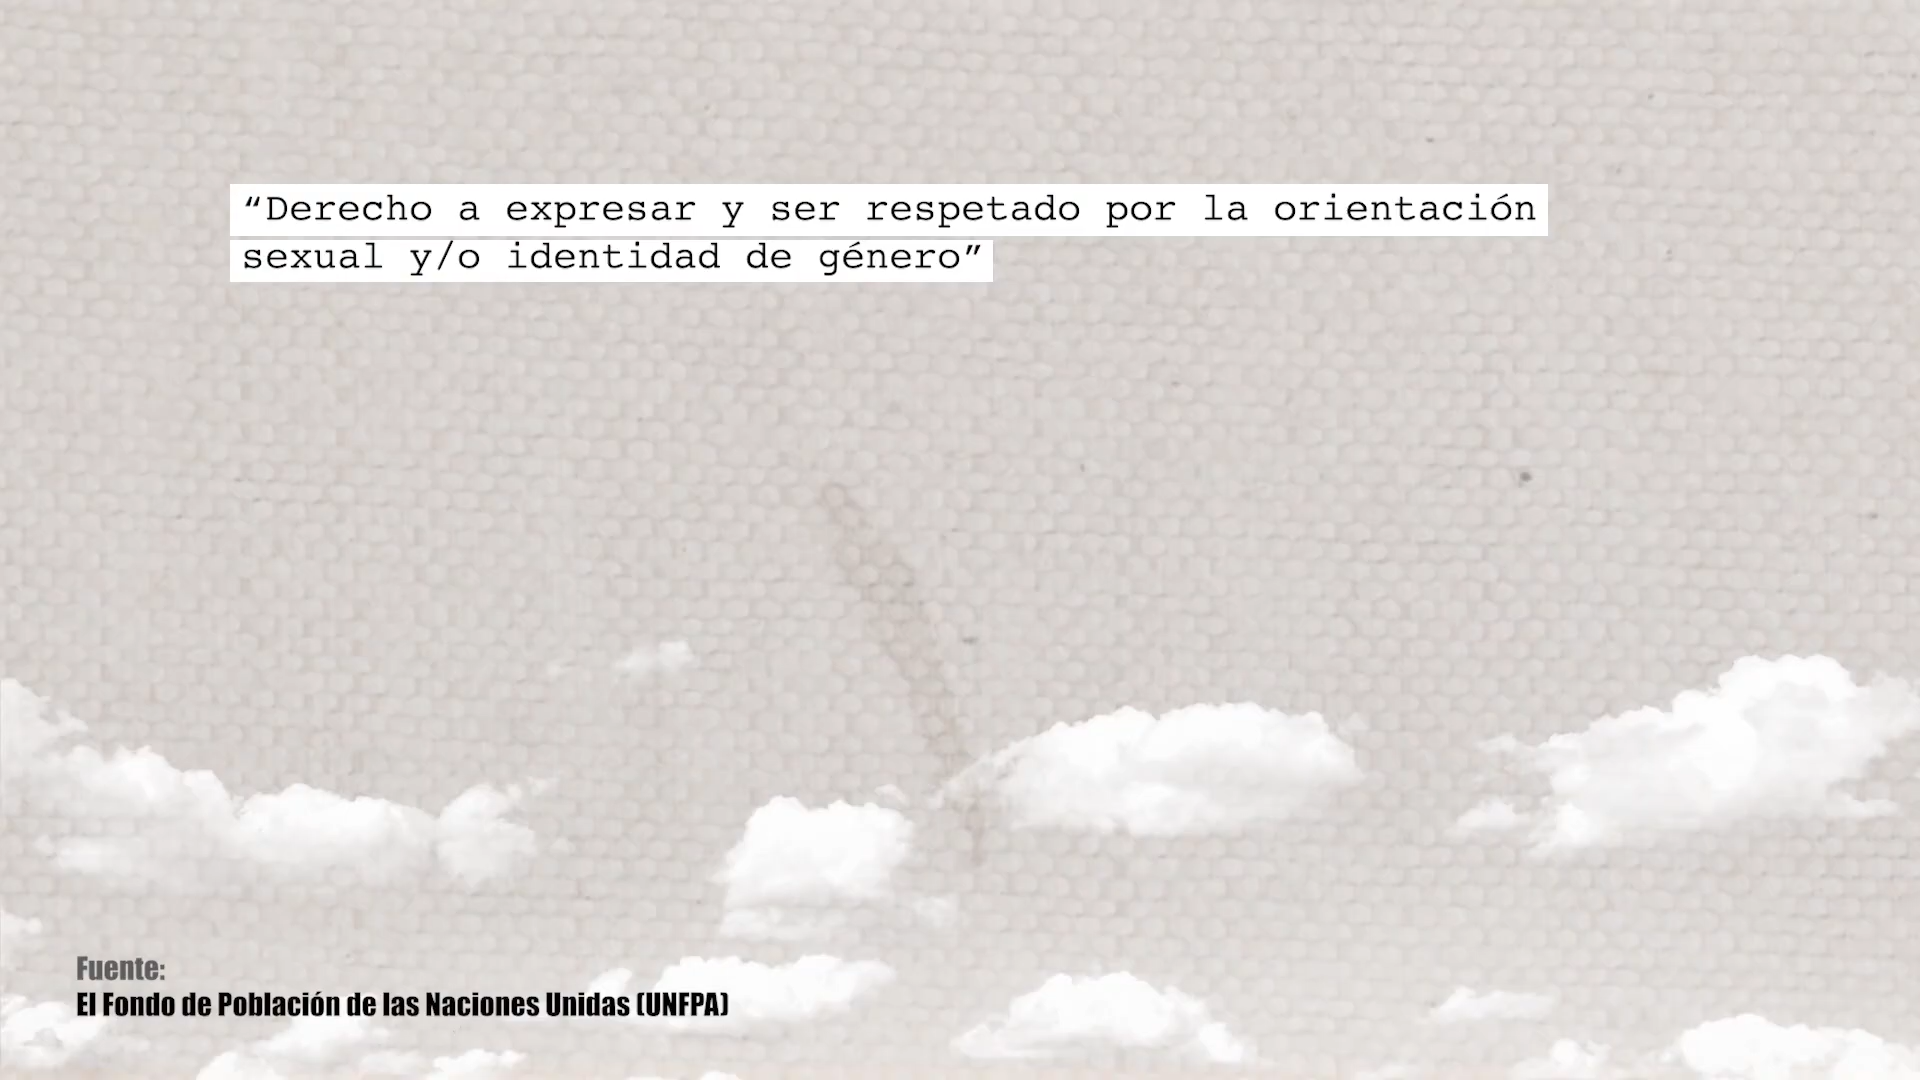 “Derecho a expresar y ser respetado por la orientación
sexual y/o identidad de género”
Fuente:
El Fondo de Población de las Naciones Unidas (UNFPA)